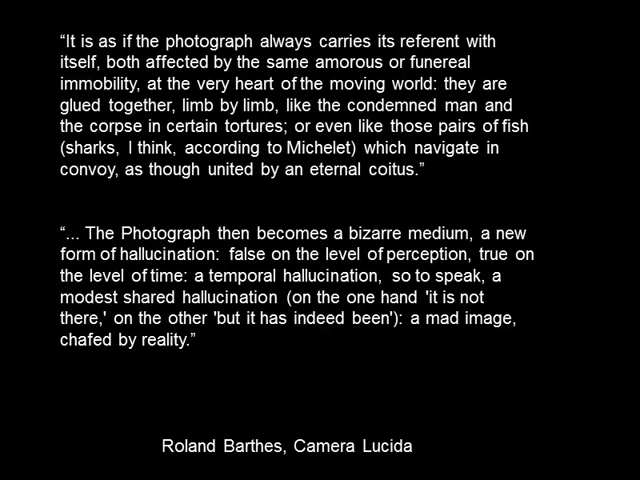 “It is as if the photograph always carries its referent with
itself, both affected by the same amorous or funereal
immobility, at the very heart of the moving world: they are
glued together, limb by limb, like the condemned man and
the corpse in certain tortures; or even like those pairs of fish
(sharks, I think, according to Michelet) which navigate in
convoy, as though united by an eternal coitus.”
“... The Photograph then becomes a bizarre medium, a new
form of hallucination: false on the level of perception, true on
the level of time: a temporal hallucination, so to speak, a
modest shared hallucination (on the one hand 'it is not
there,' on the other 'but it has indeed been'): a mad image,
chafed by reality.”
Roland Barthes, Camera Lucida